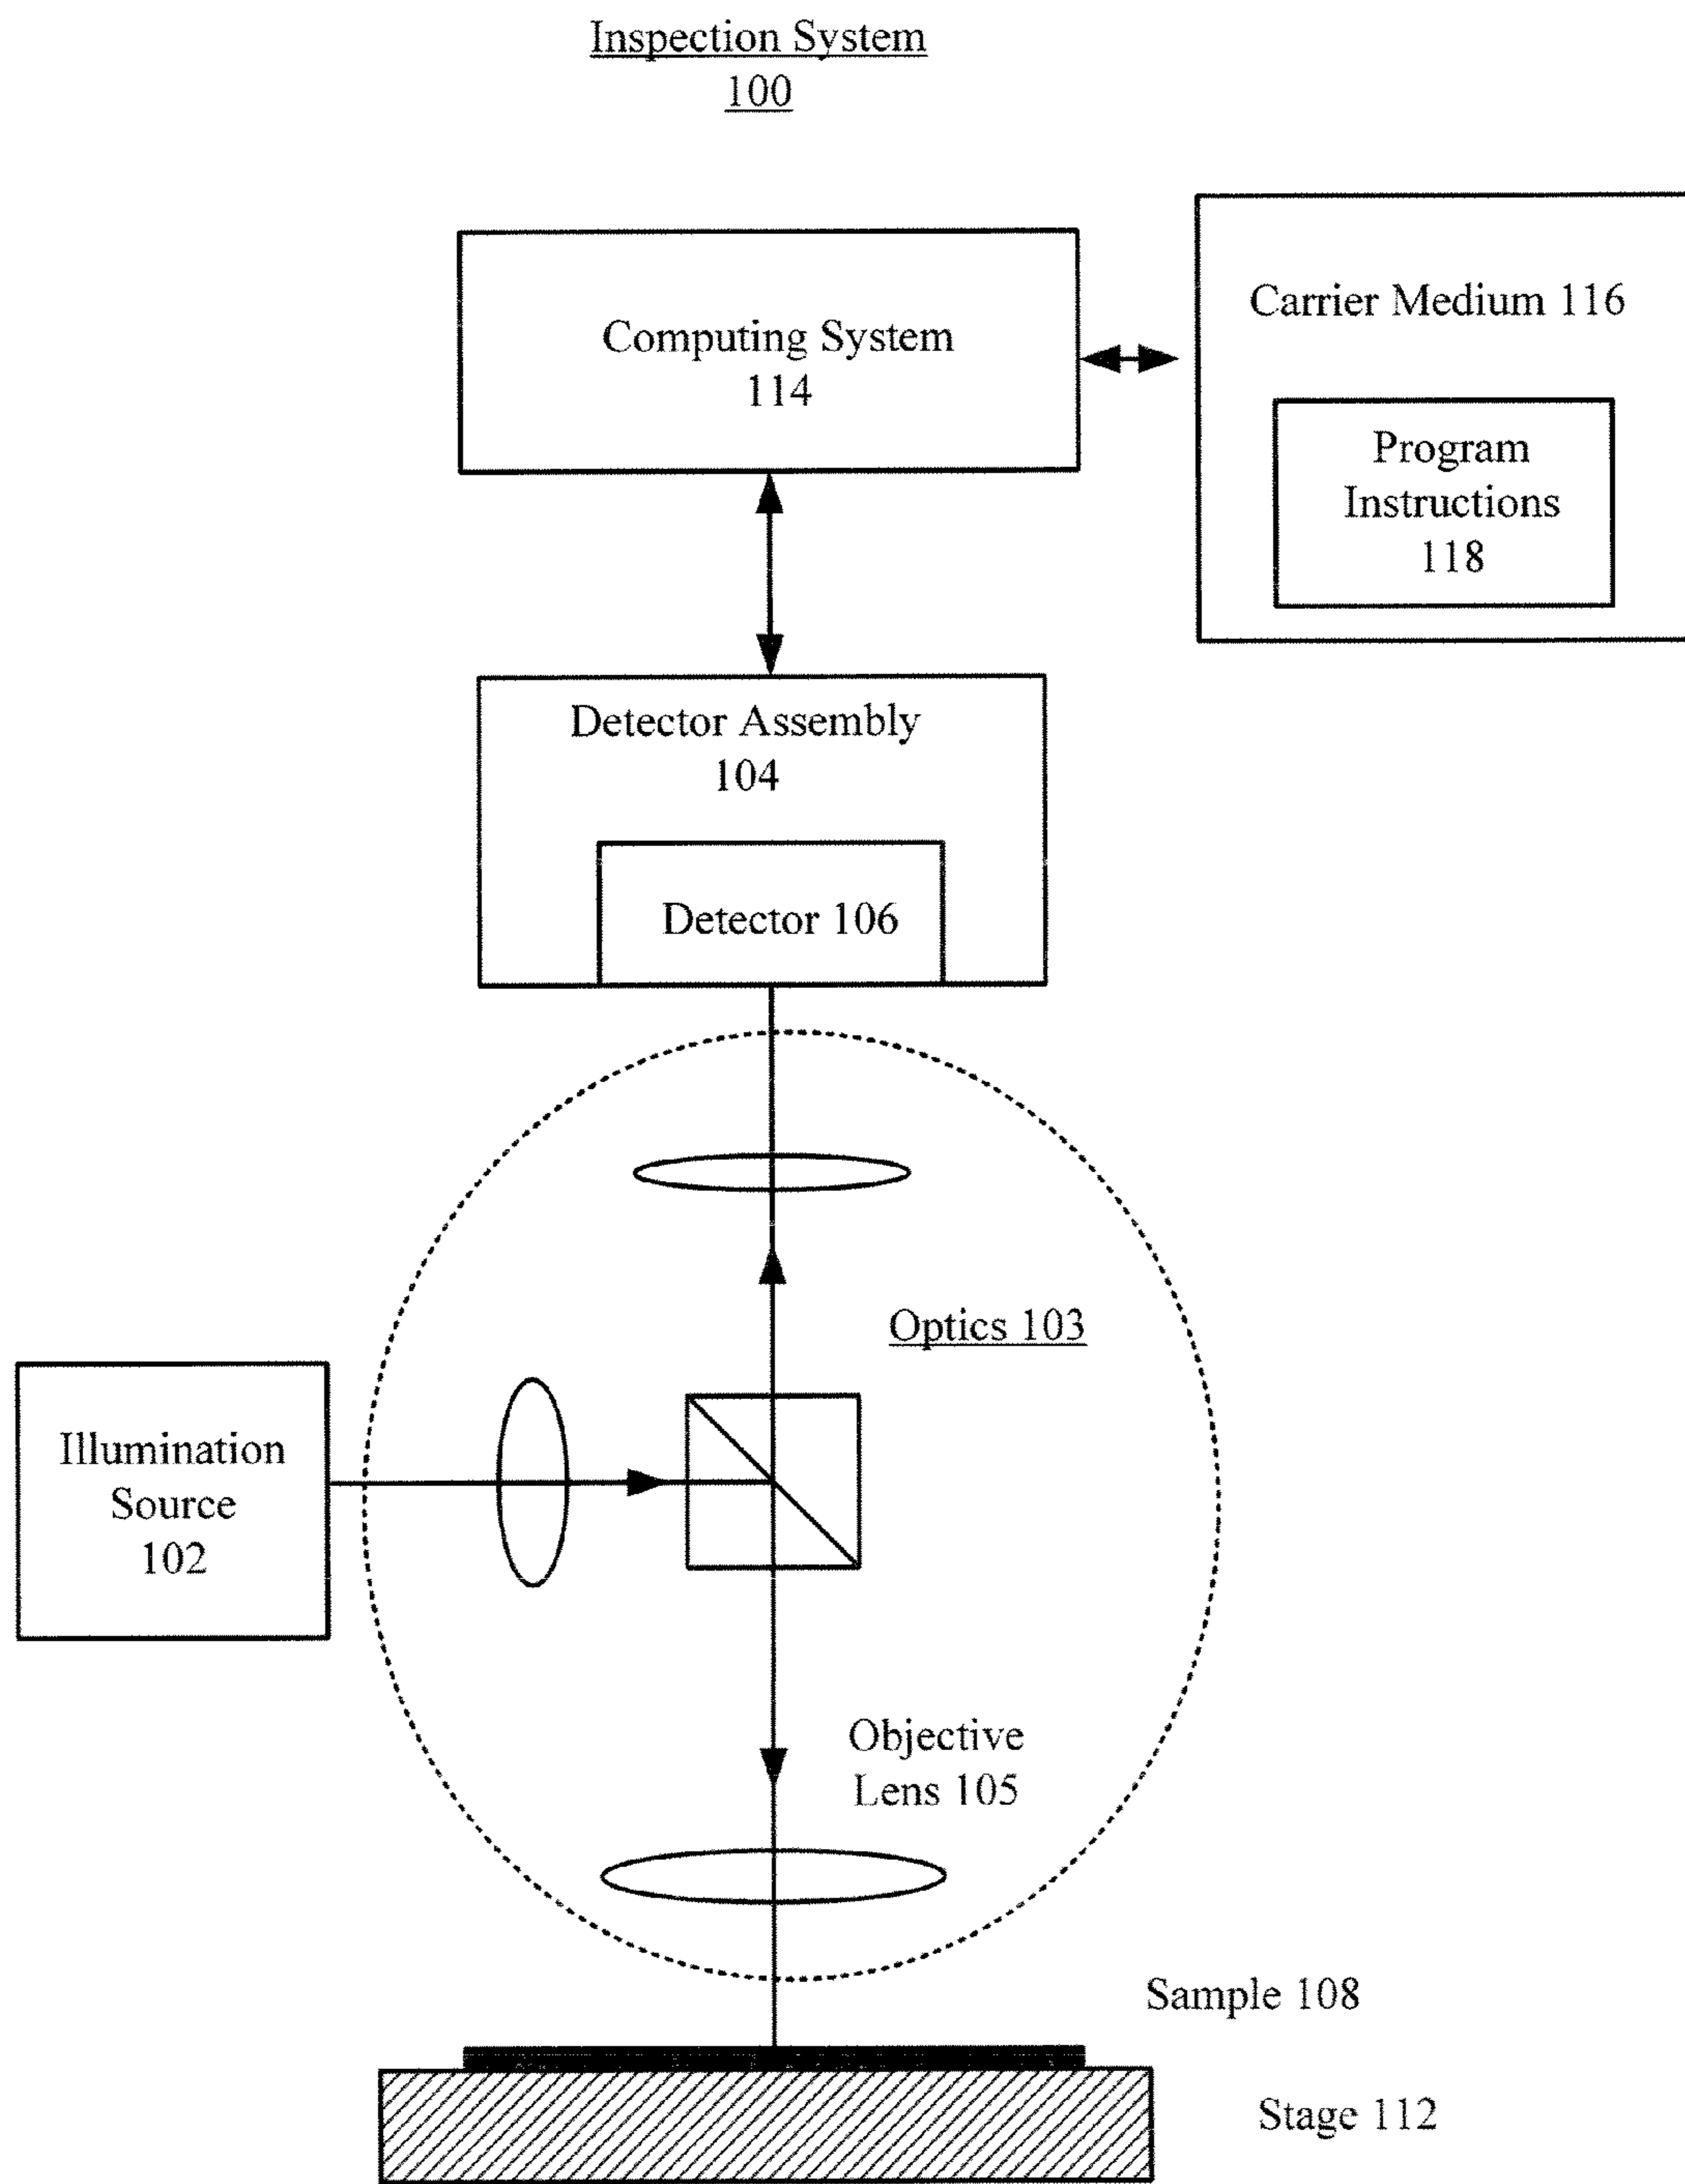 Inspection System
100
Computing System
114
Carrier Medium 116
Program
Instructions
118
Detector Assembly
104
Detector 106
Optics 103
Illumination
Source
102
Objective
Lens 105
Sample 108
Stage 112